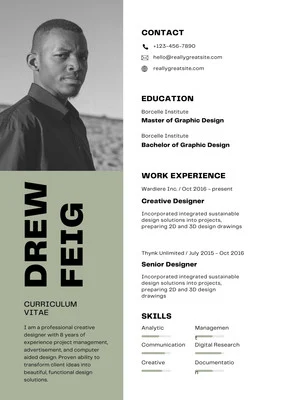 DREW
FEIG
CURRICULUM
VITAE
I am a professional creative
designer with 8 years of
experience project management,
advertisement, and computer
aided design. Proven ability to
transform client ideas into
beautiful, functional design
solutions.
CONTACT
+123-456-7890
hello@reallygreatsite.com
reallygreatsite.com
EDUCATION
Borcelle Institute
Master of Graphic Design
Borcelle Institute
Bachelor of Graphic Design
WORK EXPERIENCE
Wardiere Inc. / Oct 2016 - present
Creative Designer
Incorporated integrated sustainable
design solutions into projects,
preparing 2D and 3D design drawings
Thynk Unlimited / July 2015 - Oct 2016
Senior Designer
Incorporated integrated sustainable
design solutions into projects,
preparing 2D and 3D design
drawings
SKILLS
Analytic
Managemen
t
Communication
Digital Research
Creative
Documentatio
n